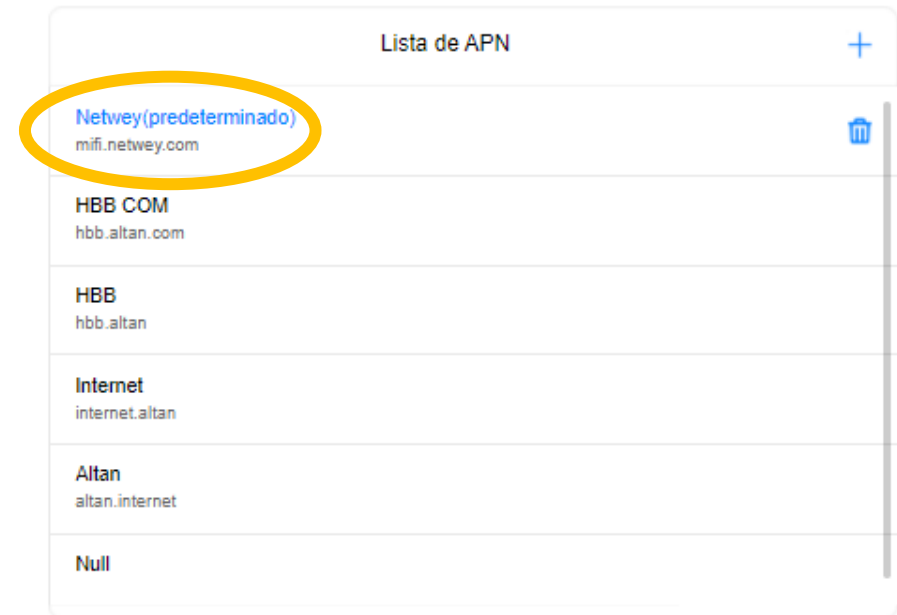 Lista de APN
Netwey(predeterminado)
mifi.netwey.com
HBB COM
hbb.altan.com
HBB
hbb.altan
Internet
internet.altan
Altan
altan.internet
Null